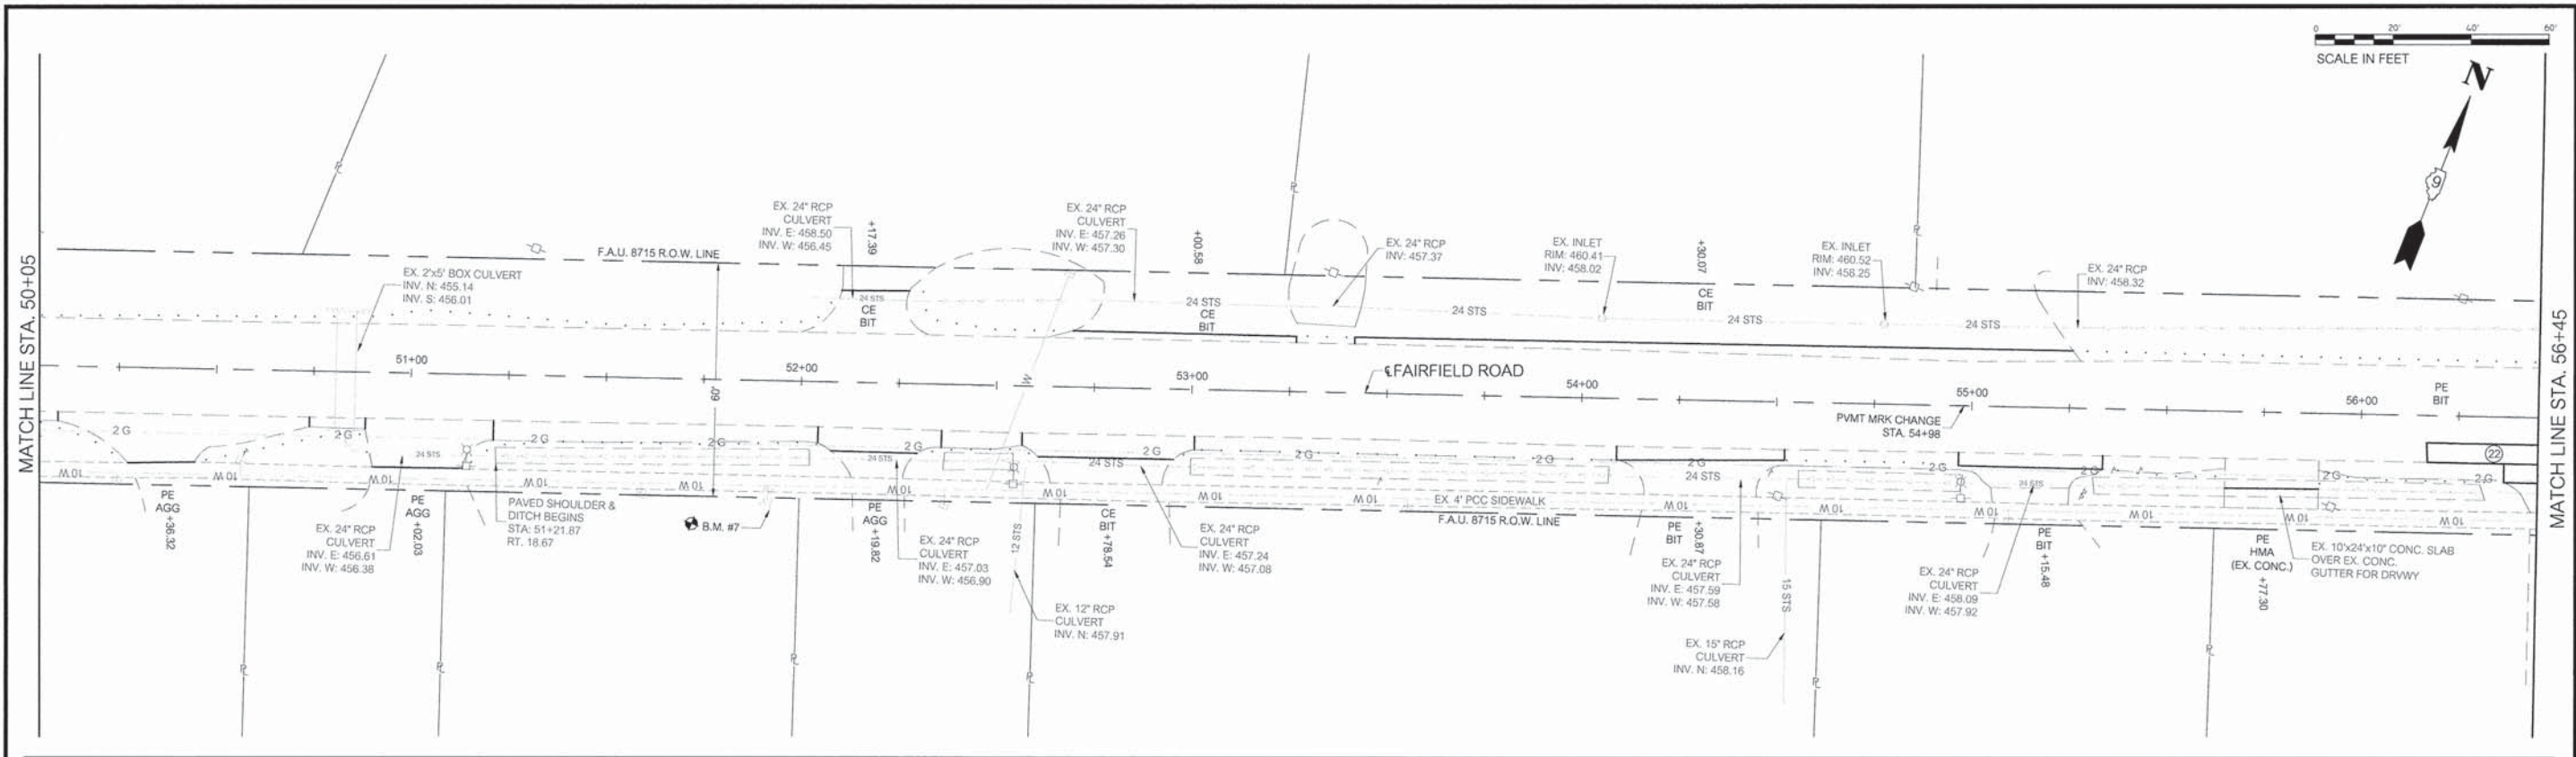 0 20' 40' 60'
SCALE IN FEET
N
9
MATCH LINE STA. 50+05
MATCH LINE STA. 56+45
EX. 2'x5' BOX CULVERT
INV. N: 455.14
INV. S: 456.01
F.A.U. 8715 R.O.W. LINE
EX. 24" RCP
CULVERT
INV. E: 458.50
INV. W: 456.45
+17.39
24 STS
CE
BIT
EX. 24" RCP
CULVERT
INV. E: 457.26
INV. W: 457.30
+00.58
24 STS
CE
BIT
EX. 24" RCP
INV: 457.37
24 STS
EX. INLET
RIM: 460.41
INV: 458.02
+30.07
CE
BIT
24 STS
EX. INLET
RIM: 460.52
INV: 458.25
24 STS
EX. 24" RCP
INV: 458.32
51+00
52+00
53+00
54+00
55+00
56+00
60'
W
℄ FAIRFIELD ROAD
PVMT MRK CHANGE
STA. 54+98
PE
BIT
22
2 G
2 G
2 G
2 G
2 G
2 G
2 G
2 G
2 G
2 G
2 G
2 G
2 G
24 STS
24 STS
24 STS
24 STS
24 STS
10 W
10 W
10 W
10 W
10 W
10 W
10 W
10 W
10 W
10 W
10 W
10 W
10 W
10 W
EX. 4' PCC SIDEWALK
F.A.U. 8715 R.O.W. LINE
PE
AGG
+36.32
EX. 24" RCP
CULVERT
INV. E: 456.61
INV. W: 456.38
PE
AGG
+02.03
PAVED SHOULDER &
DITCH BEGINS
STA: 51+21.87
RT. 18.67
B.M. #7
PE
AGG
+19.82
EX. 24" RCP
CULVERT
INV. E: 457.03
INV. W: 456.90
12 STS
EX. 12" RCP
CULVERT
INV. N: 457.91
CE
BIT
+78.54
EX. 24" RCP
CULVERT
INV. E: 457.24
INV. W: 457.08
PE
BIT
+30.87
EX. 24" RCP
CULVERT
INV. E: 457.59
INV. W: 457.58
15 STS
EX. 15" RCP
CULVERT
INV. N: 458.16
EX. 24" RCP
CULVERT
INV. E: 458.09
INV. W: 457.92
PE
BIT
+15.48
PE
HMA
(EX. CONC.)
+77.30
EX. 10'x24'x10" CONC. SLAB
OVER EX. CONC.
GUTTER FOR DRVWY